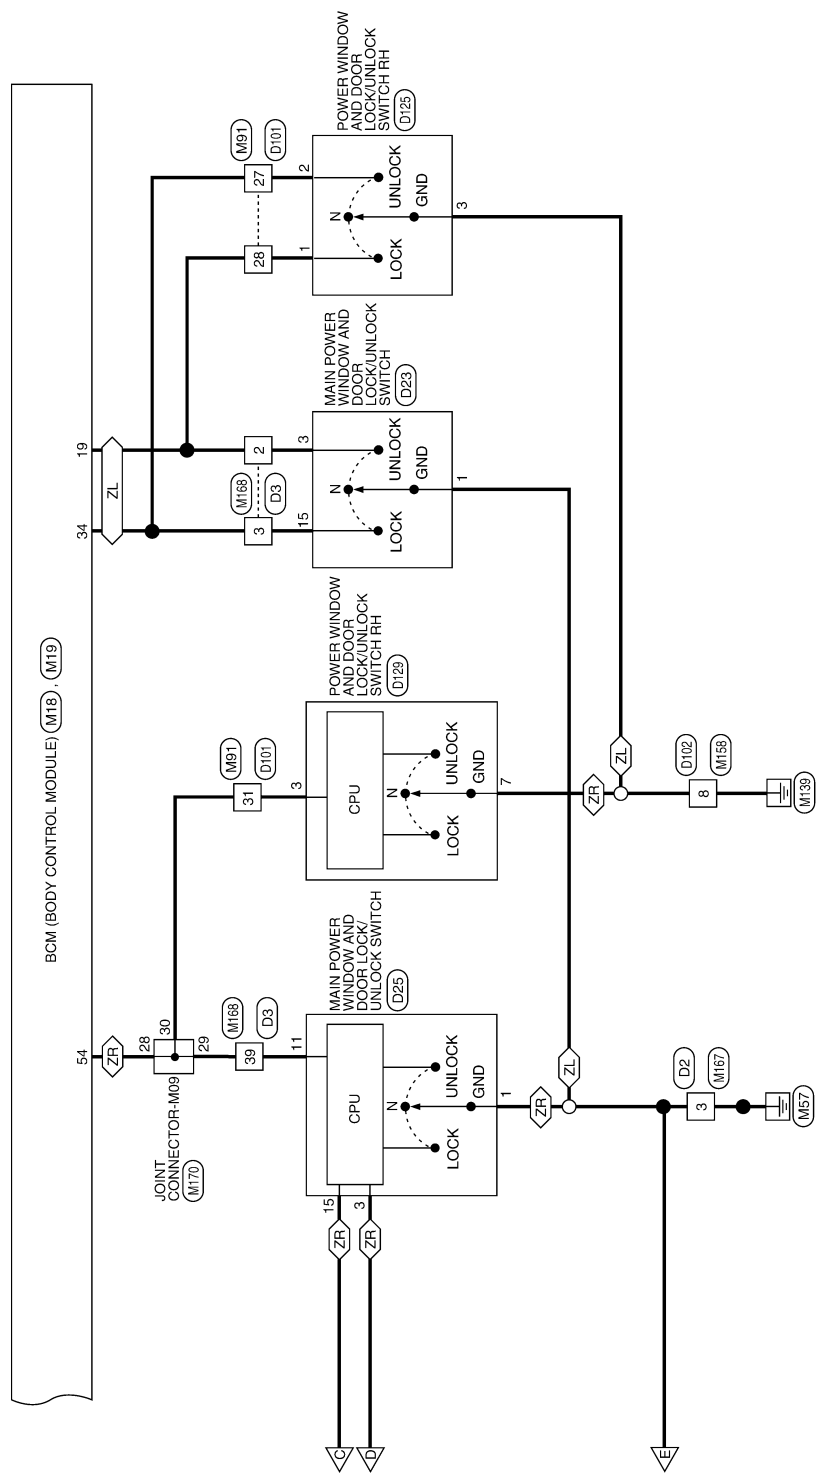 BCM (BODY CONTROL MODULE) M18 , M19
54
34
19
ZR
ZL
28
30
29
JOINT
CONNECTOR-M09
M170
39
M168
D3
31
M91
D101
3
M168
D3
2
28
27
M91
D101
11
3
15
3
1
2
MAIN POWER
WINDOW AND
DOOR LOCK/
UNLOCK SWITCH
D25
CPU
LOCK
N
UNLOCK
GND
1
15
3
ZR
ZR
C
D
POWER WINDOW
AND DOOR
LOCK/UNLOCK
SWITCH RH
D129
CPU
LOCK
N
UNLOCK
GND
7
MAIN POWER
WINDOW AND
DOOR
LOCK/UNLOCK
SWITCH
D23
LOCK
N
UNLOCK
GND
1
POWER WINDOW
AND DOOR
LOCK/UNLOCK
SWITCH RH
D125
LOCK
N
UNLOCK
GND
3
ZR
ZL
ZR
ZL
E
3
D2
M167
M57
8
D102
M158
M139